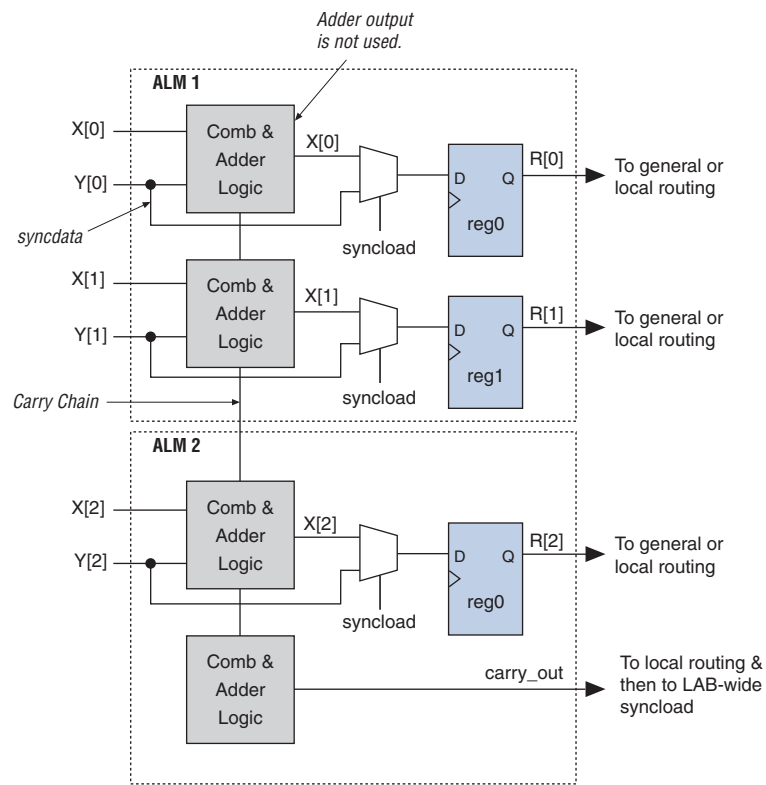 Adder output
is not used.
ALM 1
X[0]
Comb &
Adder
Logic
X[0]
Y[0]
syncdata
syncload
D
Q
reg0
R[0]
To general or
local routing
X[1]
Comb &
Adder
Logic
X[1]
Y[1]
syncload
D
Q
reg1
R[1]
To general or
local routing
Carry Chain
ALM 2
X[2]
Comb &
Adder
Logic
X[2]
Y[2]
syncload
D
Q
reg0
R[2]
To general or
local routing
Comb &
Adder
Logic
carry_out
To local routing &
then to LAB-wide
syncload